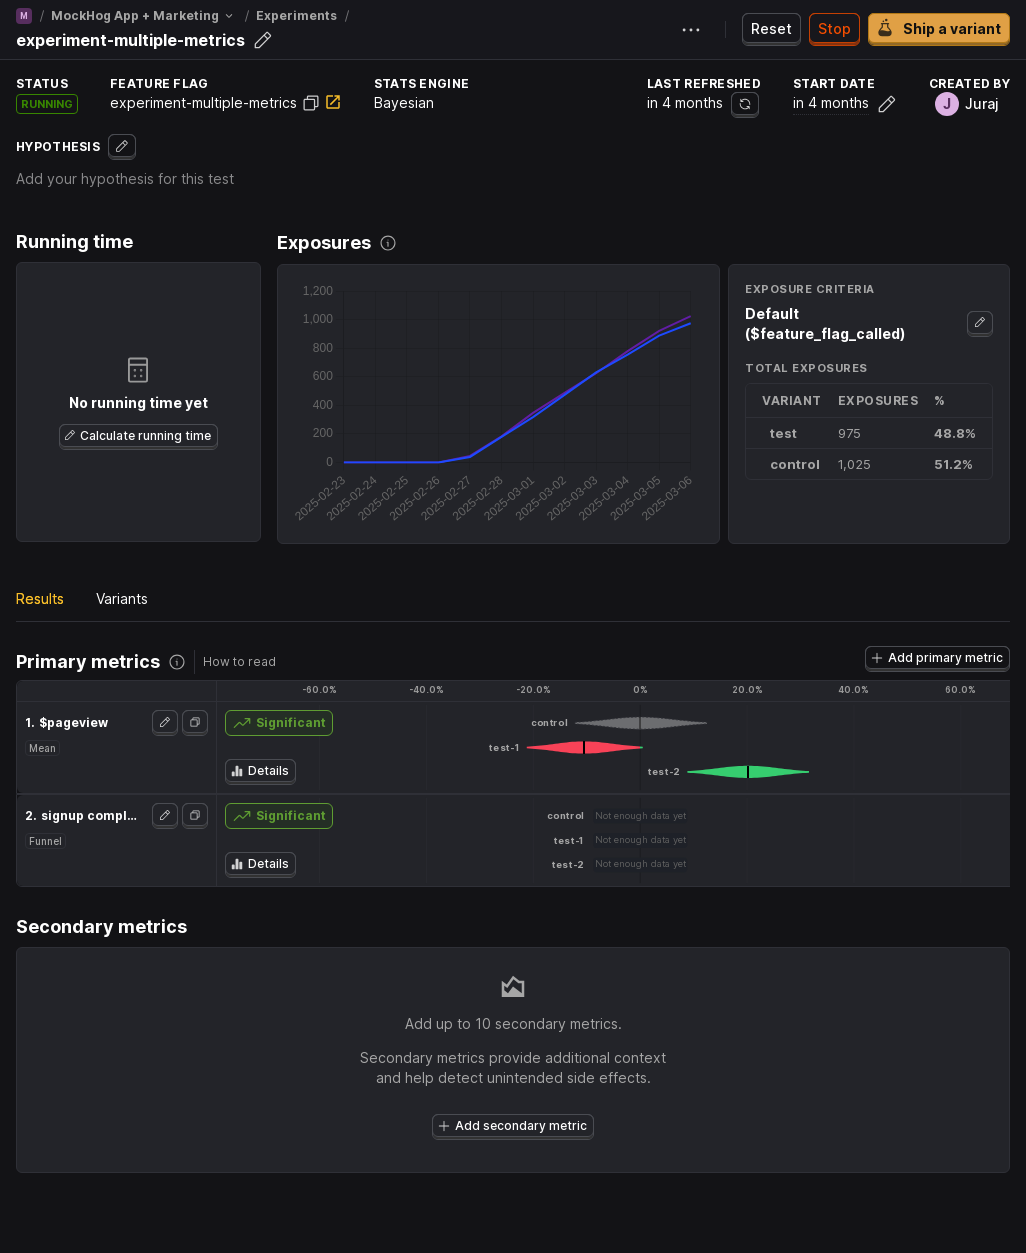 M / MockHog App + Marketing / Experiments /
experiment-multiple-metrics
Reset
Stop
Ship a variant
STATUS
RUNNING
FEATURE FLAG
experiment-multiple-metrics
STATS ENGINE
Bayesian
LAST REFRESHED
in 4 months
START DATE
in 4 months
CREATED BY
J Juraj
HYPOTHESIS
Add your hypothesis for this test
Running time
No running time yet
Calculate running time
Exposures
1,200
1,000
800
600
400
200
0
2025-02-23
2025-02-24
2025-02-25
2025-02-26
2025-02-27
2025-02-28
2025-03-01
2025-03-02
2025-03-03
2025-03-04
2025-03-05
2025-03-06
EXPOSURE CRITERIA
Default
($feature_flag_called)
TOTAL EXPOSURES
VARIANT EXPOSURES %
test 975 48.8%
control 1,025 51.2%
Results Variants
Primary metrics
How to read
Add primary metric
-60.0% -40.0% -20.0% 0% 20.0% 40.0% 60.0%
1. $pageview
Mean
Significant
Details
control
test-1
test-2
2. signup compl...
Funnel
Significant
Details
control Not enough data yet
test-1 Not enough data yet
test-2 Not enough data yet
Secondary metrics
Add up to 10 secondary metrics.
Secondary metrics provide additional context
and help detect unintended side effects.
Add secondary metric